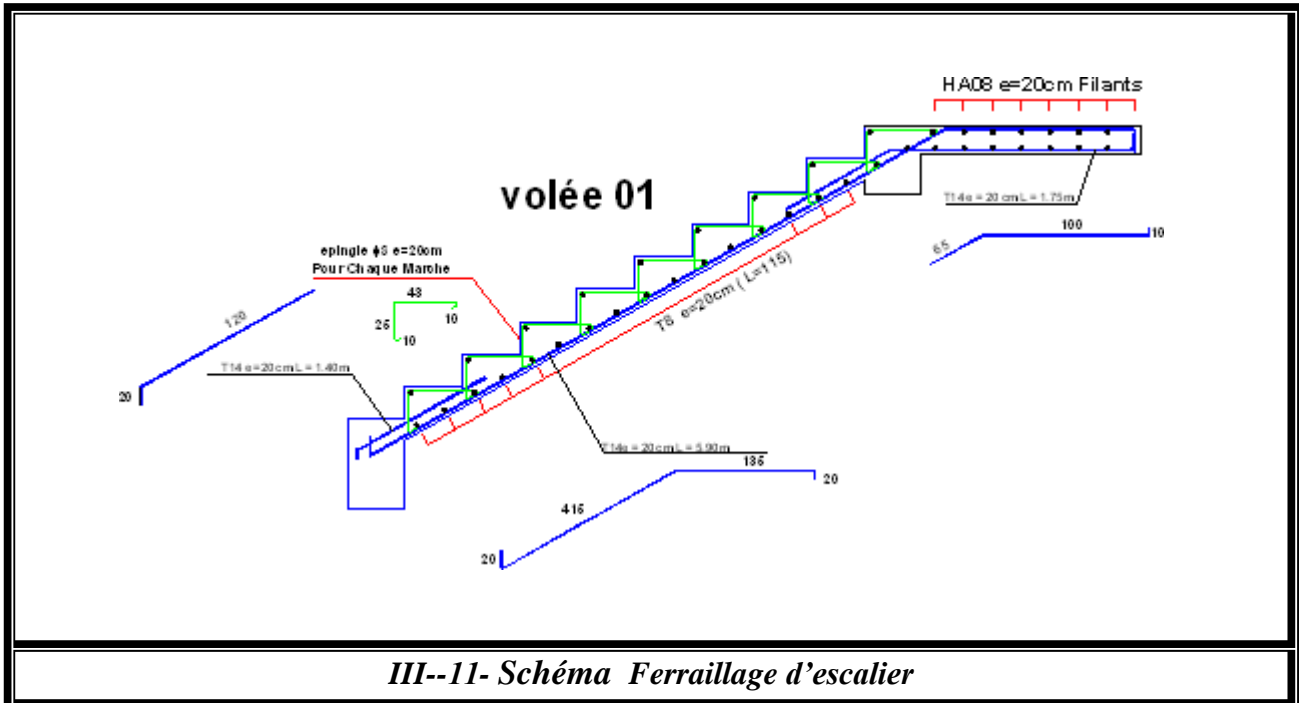 HA08 e=20cm Filants
volée 01
T14 e = 20 cm L = 1.75m
100
10
65
epingle ϕ8 e=20cm
Pour Chaque Marche
43
25
10
10
120
20
T14 e=20cm L = 1.40m
T8 e=20cm ( L=115)
T14e = 20 cm L = 5.90m
135
20
415
20
III--11- Schéma Ferraillage d'escalier